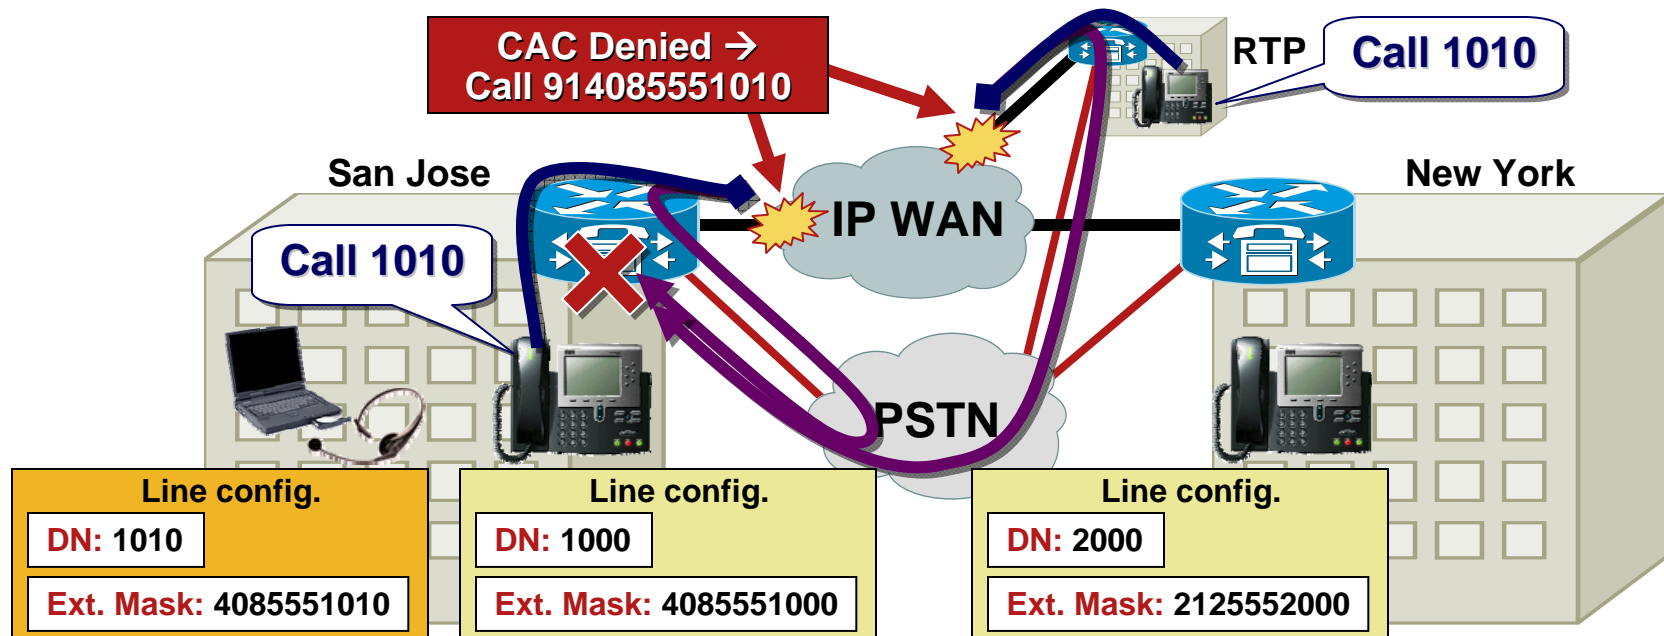 CAC Denied →
Call 914085551010
RTP
Call 1010
San Jose
New York
IP WAN
Call 1010
PSTN
Line config.
DN: 1010
Ext. Mask: 4085551010
Line config.
DN: 1000
Ext. Mask: 4085551000
Line config.
DN: 2000
Ext. Mask: 2125552000